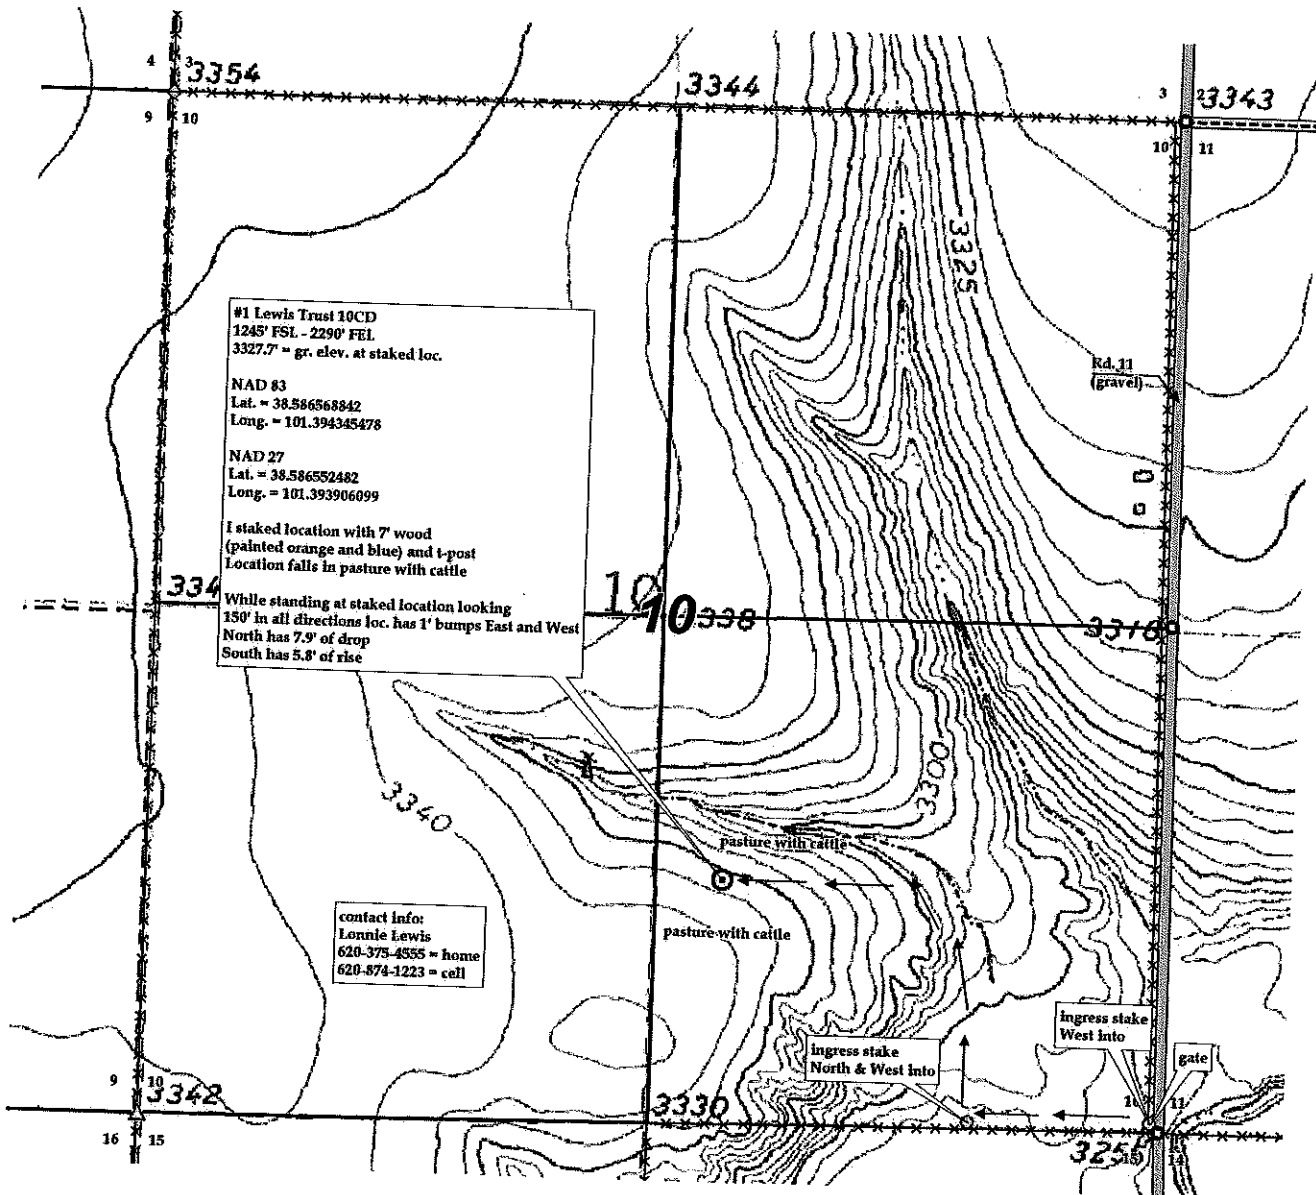 4 3
3354
3344
3 2
3343
9 10
10 11
3325
#1 Lewis Trust 10CD
1245' FSL - 2290' FEL
3327.7' = gr. elev. at staked loc.
NAD 83
Lat. = 38.586568842
Long. = 101.394345478
NAD 27
Lat. = 38.586552482
Long. = 101.393906099
I staked location with 7' wood
(painted orange and blue) and t-post
Location falls in pasture with cattle
While standing at staked location looking
150' in all directions loc. has 1' bumps East and West
North has 7.9' of drop
South has 5.8' of rise
Rd. 11
(gravel)
334
10
10
3338
3316
3300
3340
pasture with cattle
pasture with cattle
contact info:
Lonnie Lewis
620-375-4555 = home
620-874-1223 = cell
ingress stake
West into
ingress stake
North & West into
gate
9 10
3342
3330
11
16 15
14